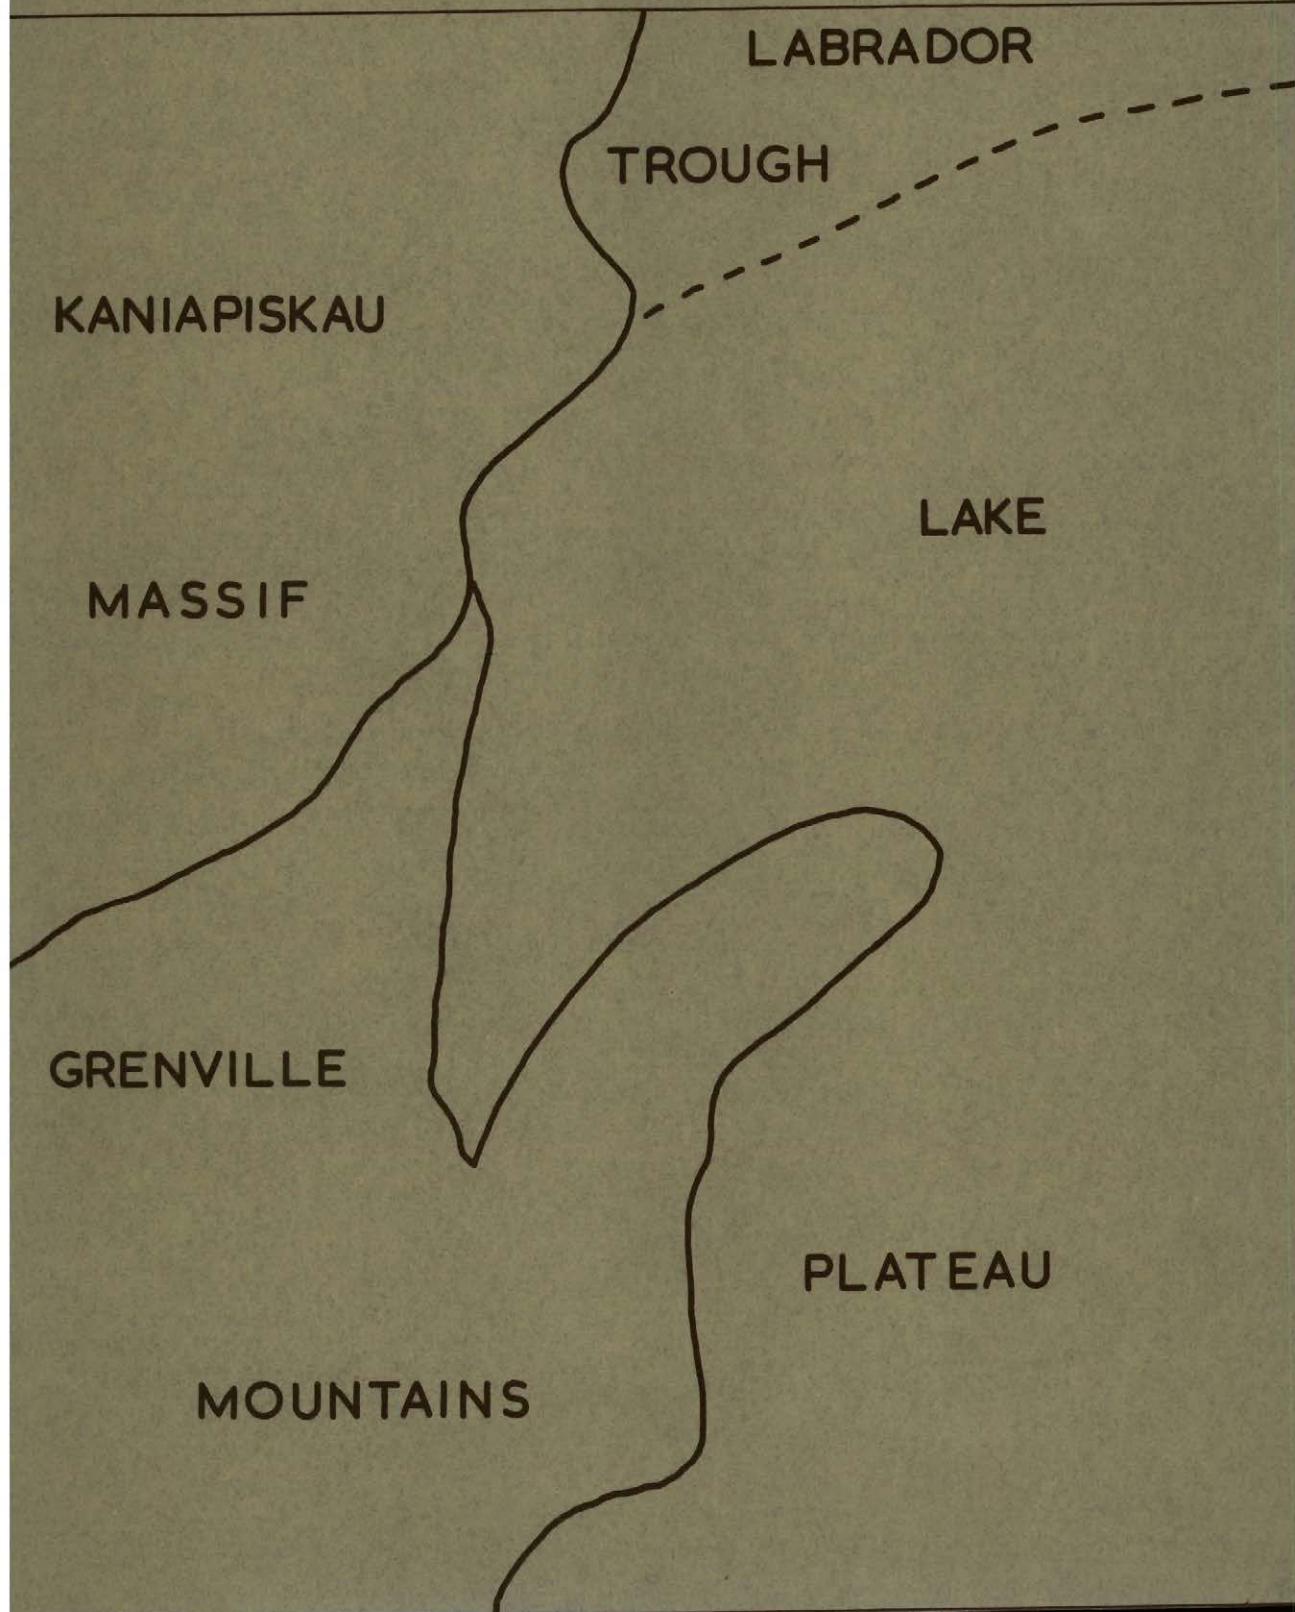 LABRADOR
TROUGH
KANIAPISKAU
LAKE
MASSIF
GRENVILLE
PLATEAU
MOUNTAINS